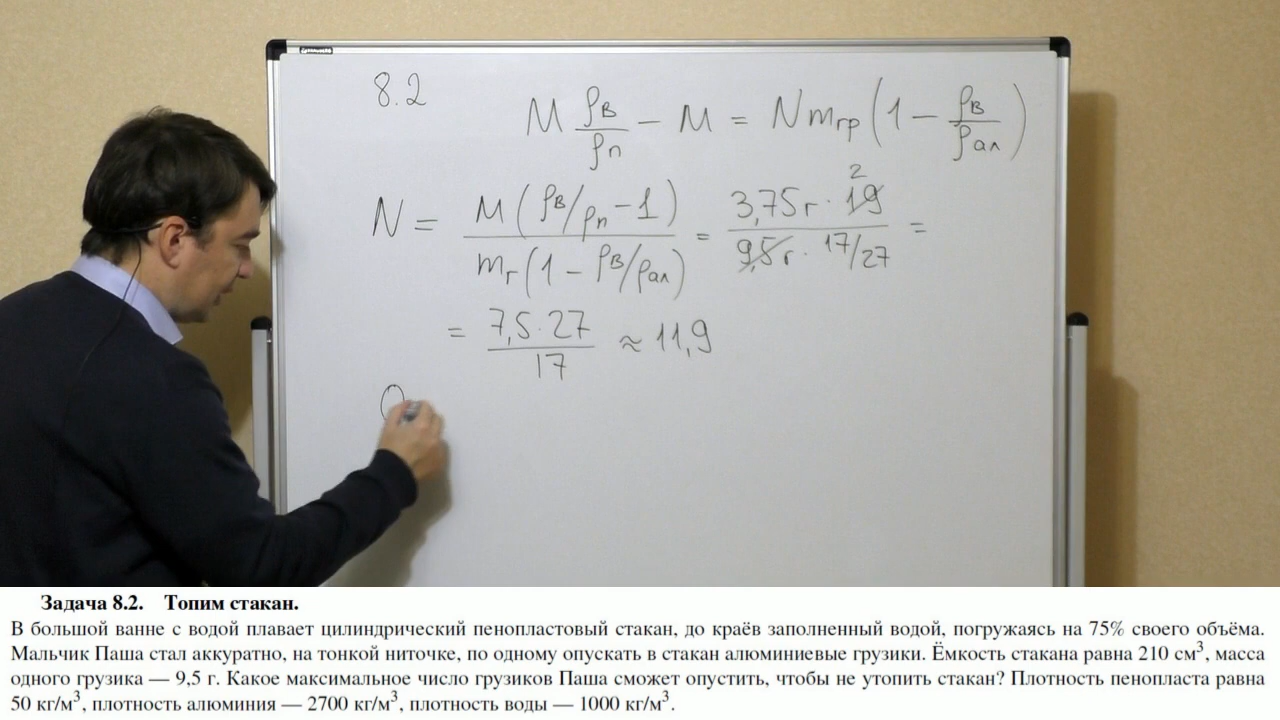 8.2
M ρв/ρп − M = Nmгр(1 − ρв/ρал)
N = M(ρв/ρп −1) / mг(1 − ρв/ρал) = 3,75г · 19 2 / 9,5г · 17/27 =
= 7,5·27 / 17 ≈ 11,9
О
Задача 8.2. Топим стакан.
В большой ванне с водой плавает цилиндрический пенопластовый стакан, до краёв заполненный водой, погружаясь на 75% своего объёма.
Мальчик Паша стал аккуратно, на тонкой ниточке, по одному опускать в стакан алюминиевые грузики. Ёмкость стакана равна 210 см³, масса
одного грузика — 9,5 г. Какое максимальное число грузиков Паша сможет опустить, чтобы не утопить стакан? Плотность пенопласта равна
50 кг/м³, плотность алюминия — 2700 кг/м³, плотность воды — 1000 кг/м³.